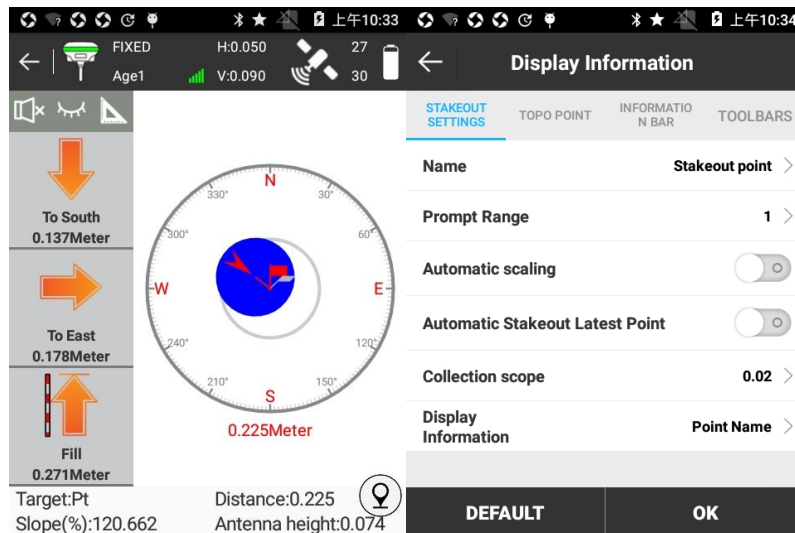 上午10:33
FIXED
H:0.050
27
Age1
V:0.090
30
To South
0.137Meter
To East
0.178Meter
Fill
0.271Meter
N
30°
60°
E
120°
150°
S
210°
240°
W
300°
330°
0.225Meter
Target:Pt
Distance:0.225
Slope(%):120.662
Antenna height:0.074
上午10:34
Display Information
STAKEOUT
SETTINGS
TOPO POINT
INFORMATIO
N BAR
TOOLBARS
Name
Stakeout point
Prompt Range
1
Automatic scaling
Automatic Stakeout Latest Point
Collection scope
0.02
Display
Information
Point Name
DEFAULT
OK